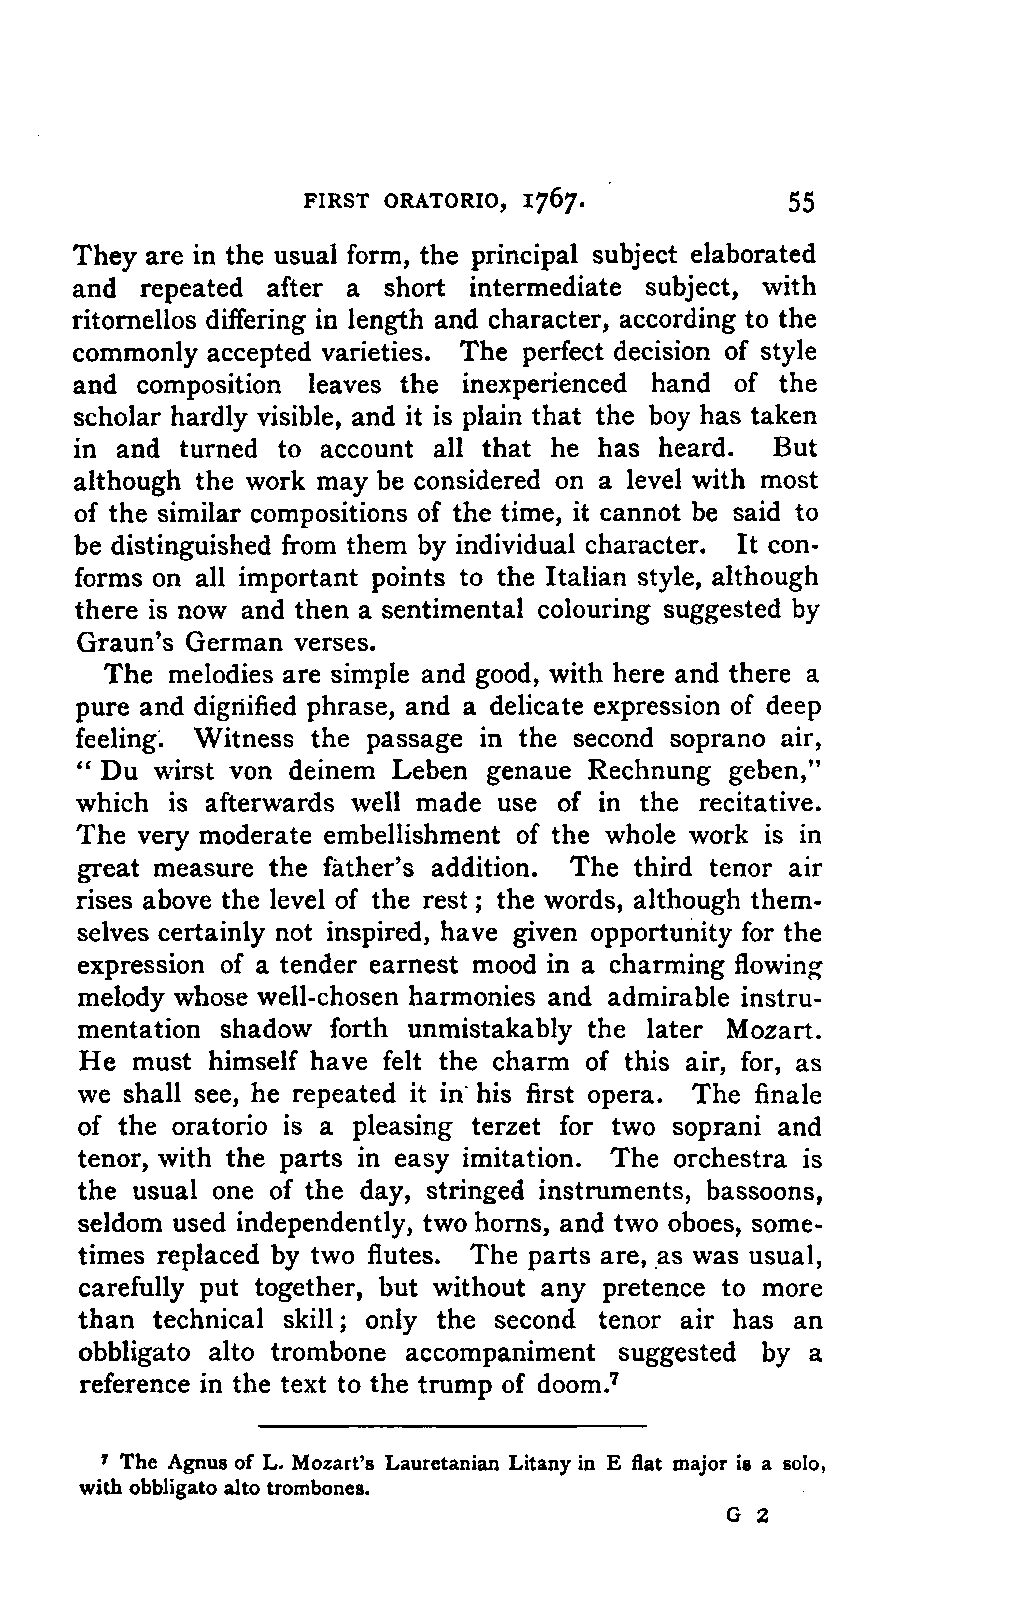 FIRST ORATORIO, 1767. 55
They are in the usual form, the principal subject elaborated
and repeated after a short intermediate subject, with
ritornellos differing in length and character, according to the
commonly accepted varieties. The perfect decision of style
and composition leaves the inexperienced hand of the
scholar hardly visible, and it is plain that the boy has taken
in and turned to account all that he has heard. But
although the work may be considered on a level with most
of the similar compositions of the time, it cannot be said to
be distinguished from them by individual character. It con-
forms on all important points to the Italian style, although
there is now and then a sentimental colouring suggested by
Graun's German verses.
The melodies are simple and good, with here and there a
pure and dignified phrase, and a delicate expression of deep
feeling. Witness the passage in the second soprano air,
" Du wirst von deinem Leben genaue Rechnung geben,"
which is afterwards well made use of in the recitative.
The very moderate embellishment of the whole work is in
great measure the father's addition. The third tenor air
rises above the level of the rest ; the words, although them-
selves certainly not inspired, have given opportunity for the
expression of a tender earnest mood in a charming flowing
melody whose well-chosen harmonies and admirable instru-
mentation shadow forth unmistakably the later Mozart.
He must himself have felt the charm of this air, for, as
we shall see, he repeated it in his first opera. The finale
of the oratorio is a pleasing terzet for two soprani and
tenor, with the parts in easy imitation. The orchestra is
the usual one of the day, stringed instruments, bassoons,
seldom used independently, two horns, and two oboes, some-
times replaced by two flutes. The parts are, as was usual,
carefully put together, but without any pretence to more
than technical skill ; only the second tenor air has an
obbligato alto trombone accompaniment suggested by a
reference in the text to the trump of doom.⁷
⁷ The Agnus of L. Mozart's Lauretanian Litany in E flat major is a solo,
with obbligato alto trombones.
G 2